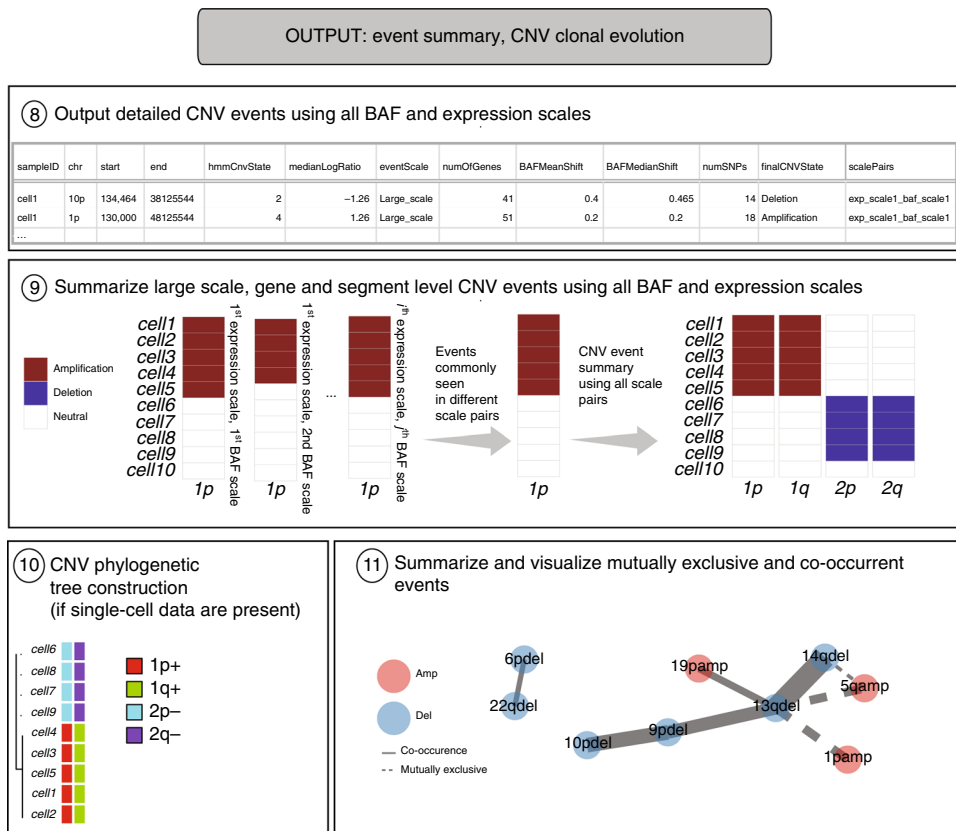 OUTPUT: event summary, CNV clonal evolution
8 Output detailed CNV events using all BAF and expression scales
sampleID chr start end hmmCnvState medianLogRatio eventScale numOfGenes BAFMeanShift BAFMedianShift numSNPs finalCNVState scalePairs
cell1 10p 134,464 38125544 2 −1.26 Large_scale 41 0.4 0.465 14 Deletion exp_scale1_baf_scale1
cell1 1p 130,000 48125544 4 1.26 Large_scale 51 0.2 0.2 18 Amplification exp_scale1_baf_scale1
...
9 Summarize large scale, gene and segment level CNV events using all BAF and expression scales
Amplification
Deletion
Neutral
cell1
cell2
cell3
cell4
cell5
cell6
cell7
cell8
cell9
cell10
1p
1st expression scale, 1st BAF scale
1p
1st expression scale, 2nd BAF scale
...
1p
ith expression scale, jth BAF scale
Events
commonly
seen
in different
scale pairs
1p
CNV event
summary
using all scale
pairs
cell1
cell2
cell3
cell4
cell5
cell6
cell7
cell8
cell9
cell10
1p 1q 2p 2q
10 CNV phylogenetic
tree construction
(if single-cell data are present)
cell6
cell8
cell7
cell9
cell4
cell3
cell5
cell1
cell2
1p+
1q+
2p−
2q−
11 Summarize and visualize mutually exclusive and co-occurrent
events
Amp
Del
Co-occurence
Mutually exclusive
6pdel
22qdel
19pamp
14qdel
5qamp
13qdel
9pdel
10pdel
1pamp